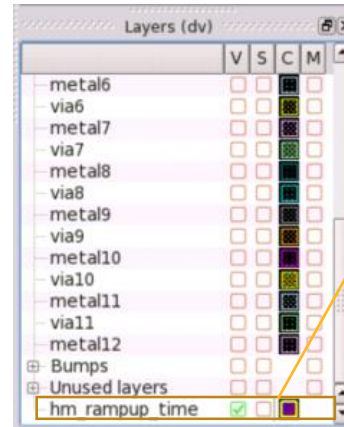 Layers (dv)
V S C M
metal6
via6
metal7
via7
metal8
via8
metal9
via9
metal10
via10
metal11
via11
metal12
Bumps
Unused layers
hm_rampup_time